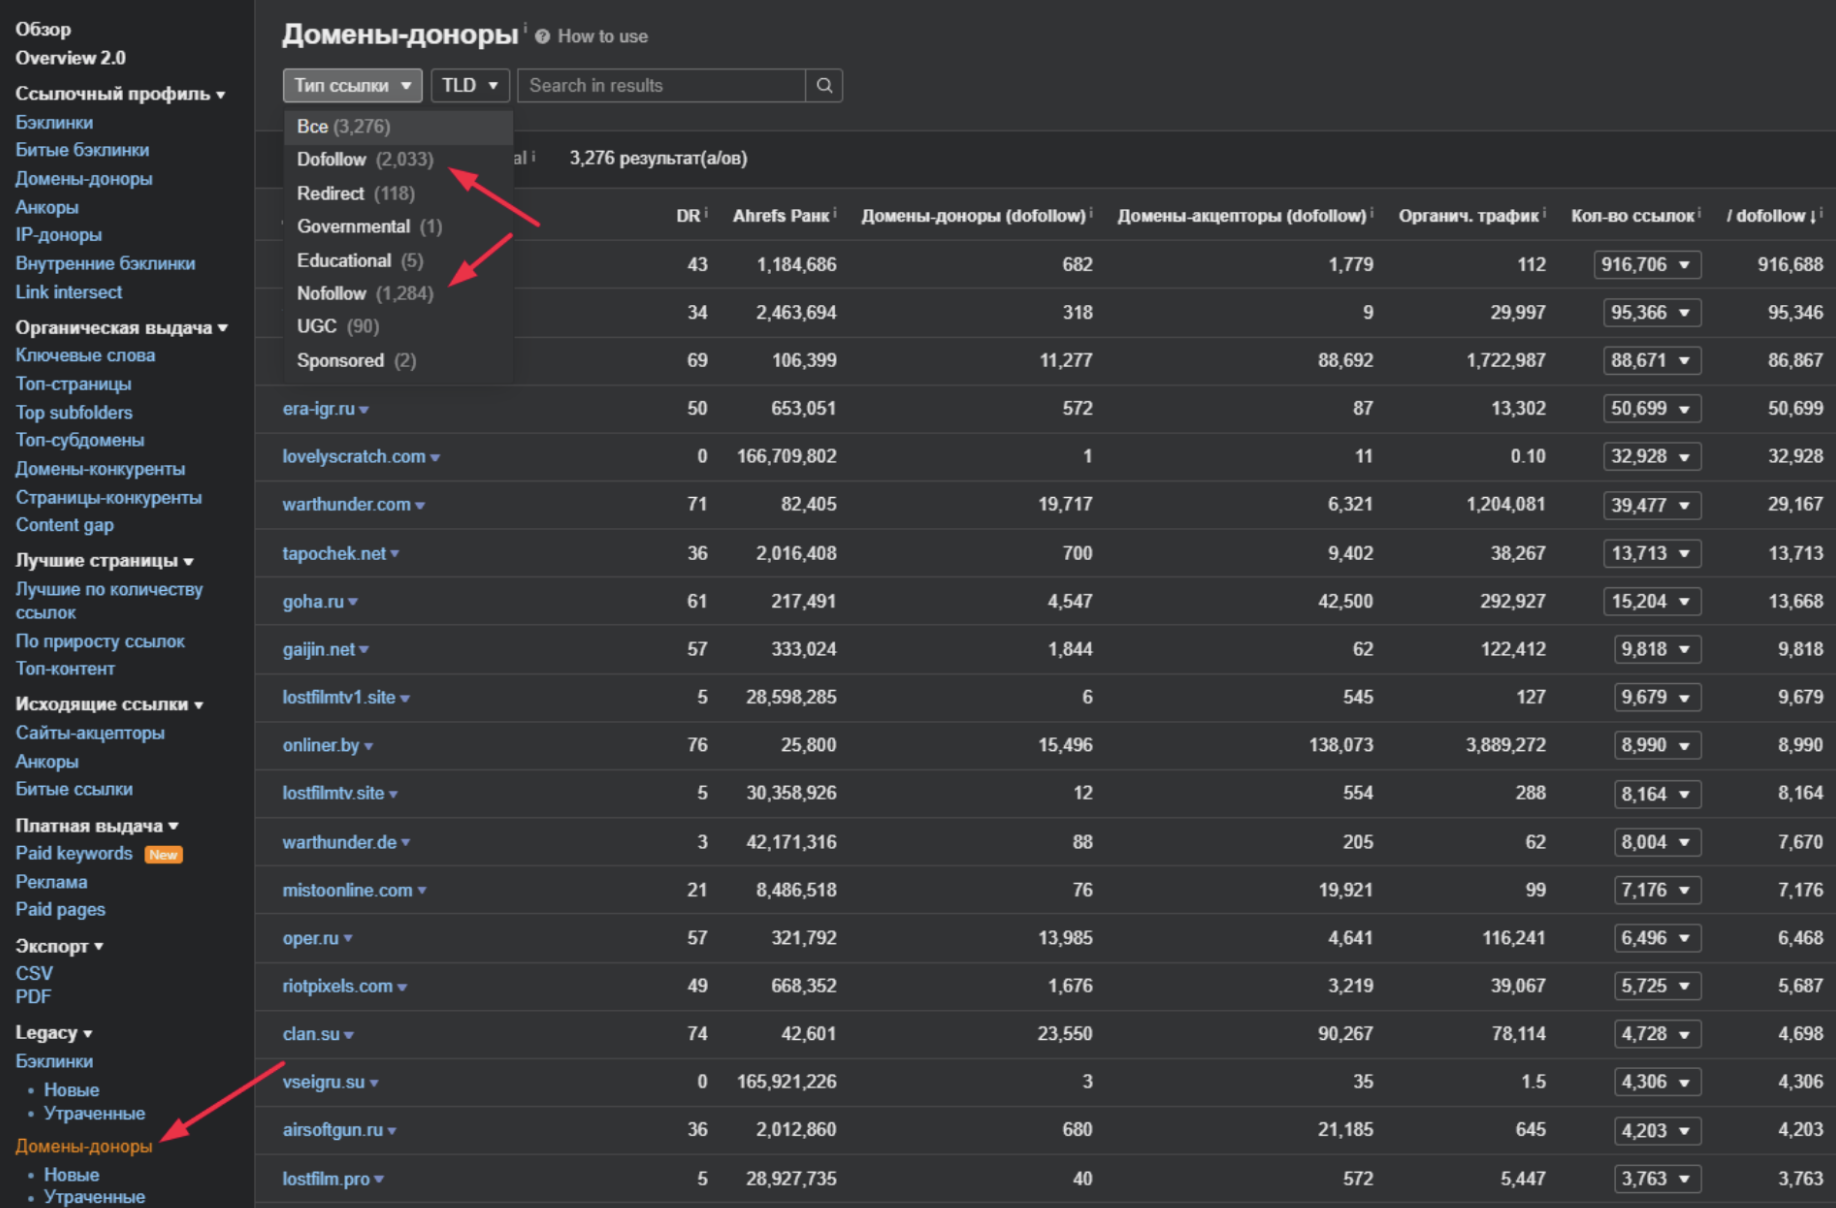 Обзор
Overview 2.0
Ссылочный профиль
Бэклинки
Битые бэклинки
Домены-доноры
Анкоры
IP-доноры
Внутренние бэклинки
Link intersect
Органическая выдача
Ключевые слова
Топ-страницы
Top subfolders
Топ-субдомены
Домены-конкуренты
Страницы-конкуренты
Content gap
Лучшие страницы
Лучшие по количеству
ссылок
По приросту ссылок
Топ-контент
Исходящие ссылки
Сайты-акцепторы
Анкоры
Битые ссылки
Платная выдача
Paid keywords New
Реклама
Paid pages
Экспорт
CSV
PDF
Legacy
Бэклинки
• Новые
• Утраченные
Домены-доноры
• Новые
• Утраченные
Домены-доноры i ? How to use
Тип ссылки TLD Search in results
Все (3,276)
Dofollow (2,033)
Redirect (118)
Governmental (1)
Educational (5)
Nofollow (1,284)
UGC (90)
Sponsored (2)
al i 3,276 результат(а/ов)
DR i Ahrefs Ранк i Домены-доноры (dofollow) i Домены-акцепторы (dofollow) i Органич. трафик i Кол-во ссылок i / dofollow ↓ i
43 1,184,686 682 1,779 112 916,706 916,688
34 2,463,694 318 9 29,997 95,366 95,346
69 106,399 11,277 88,692 1,722,987 88,671 86,867
era-igr.ru 50 653,051 572 87 13,302 50,699 50,699
lovelyscratch.com 0 166,709,802 1 11 0.10 32,928 32,928
warthunder.com 71 82,405 19,717 6,321 1,204,081 39,477 29,167
tapochek.net 36 2,016,408 700 9,402 38,267 13,713 13,713
goha.ru 61 217,491 4,547 42,500 292,927 15,204 13,668
gaijin.net 57 333,024 1,844 62 122,412 9,818 9,818
lostfilmtv1.site 5 28,598,285 6 545 127 9,679 9,679
onliner.by 76 25,800 15,496 138,073 3,889,272 8,990 8,990
lostfilmtv.site 5 30,358,926 12 554 288 8,164 8,164
warthunder.de 3 42,171,316 88 205 62 8,004 7,670
mistoonline.com 21 8,486,518 76 19,921 99 7,176 7,176
oper.ru 57 321,792 13,985 4,641 116,241 6,496 6,468
riotpixels.com 49 668,352 1,676 3,219 39,067 5,725 5,687
clan.su 74 42,601 23,550 90,267 78,114 4,728 4,698
vseigru.su 0 165,921,226 3 35 1.5 4,306 4,306
airsoftgun.ru 36 2,012,860 680 21,185 645 4,203 4,203
lostfilm.pro 5 28,927,735 40 572 5,447 3,763 3,763